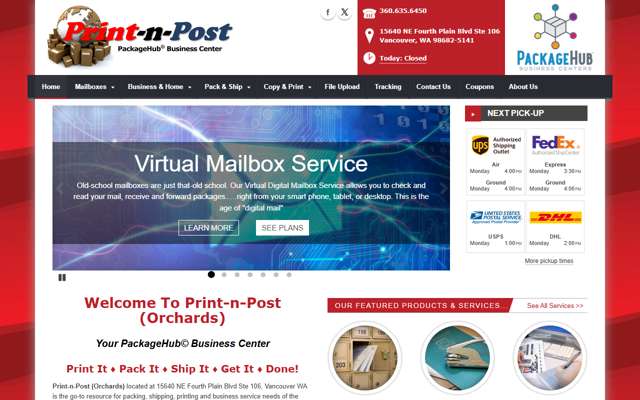 Print-n-Post
PackageHub© Business Center
360.635.6450
15640 NE Fourth Plain Blvd Ste 106
Vancouver, WA 98682-5141
Today: Closed
PACKAGEHUB
BUSINESS CENTERS
Home
Mailboxes
Business & Home
Pack & Ship
Copy & Print
File Upload
Tracking
Contact Us
Coupons
About Us
Virtual Mailbox Service
Old-school mailboxes are just that-old-school. Our Virtual Digital Mailbox Service allows you to check and
read your mail, receive and forward packages.....right from your smart phone, tablet, or desktop. This is the
age of "digital mail"
LEARN MORE
SEE PLANS
NEXT PICK-UP
ups Authorized Shipping Outlet
Air
Monday 4:00 PM
Ground
Monday 4:00 PM
FedEx
Authorized ShipCenter
Express
Monday 3:30 PM
Ground
Monday 4:00 PM
UNITED STATES POSTAL SERVICE
Approved Postal Provider
USPS
Monday 1:00 PM
DHL
DHL
Monday 2:00 PM
More pickup times
Welcome To Print-n-Post
(Orchards)
Your PackageHub© Business Center
Print It ♦ Pack It ♦ Ship It ♦ Get It ♦ Done!
Print-n-Post (Orchards) located at 15640 NE Fourth Plain Blvd Ste 106, Vancouver WA
is the go-to resource for packing, shipping, printing and business service needs of the
OUR FEATURED PRODUCTS & SERVICES...
See All Services >>
203